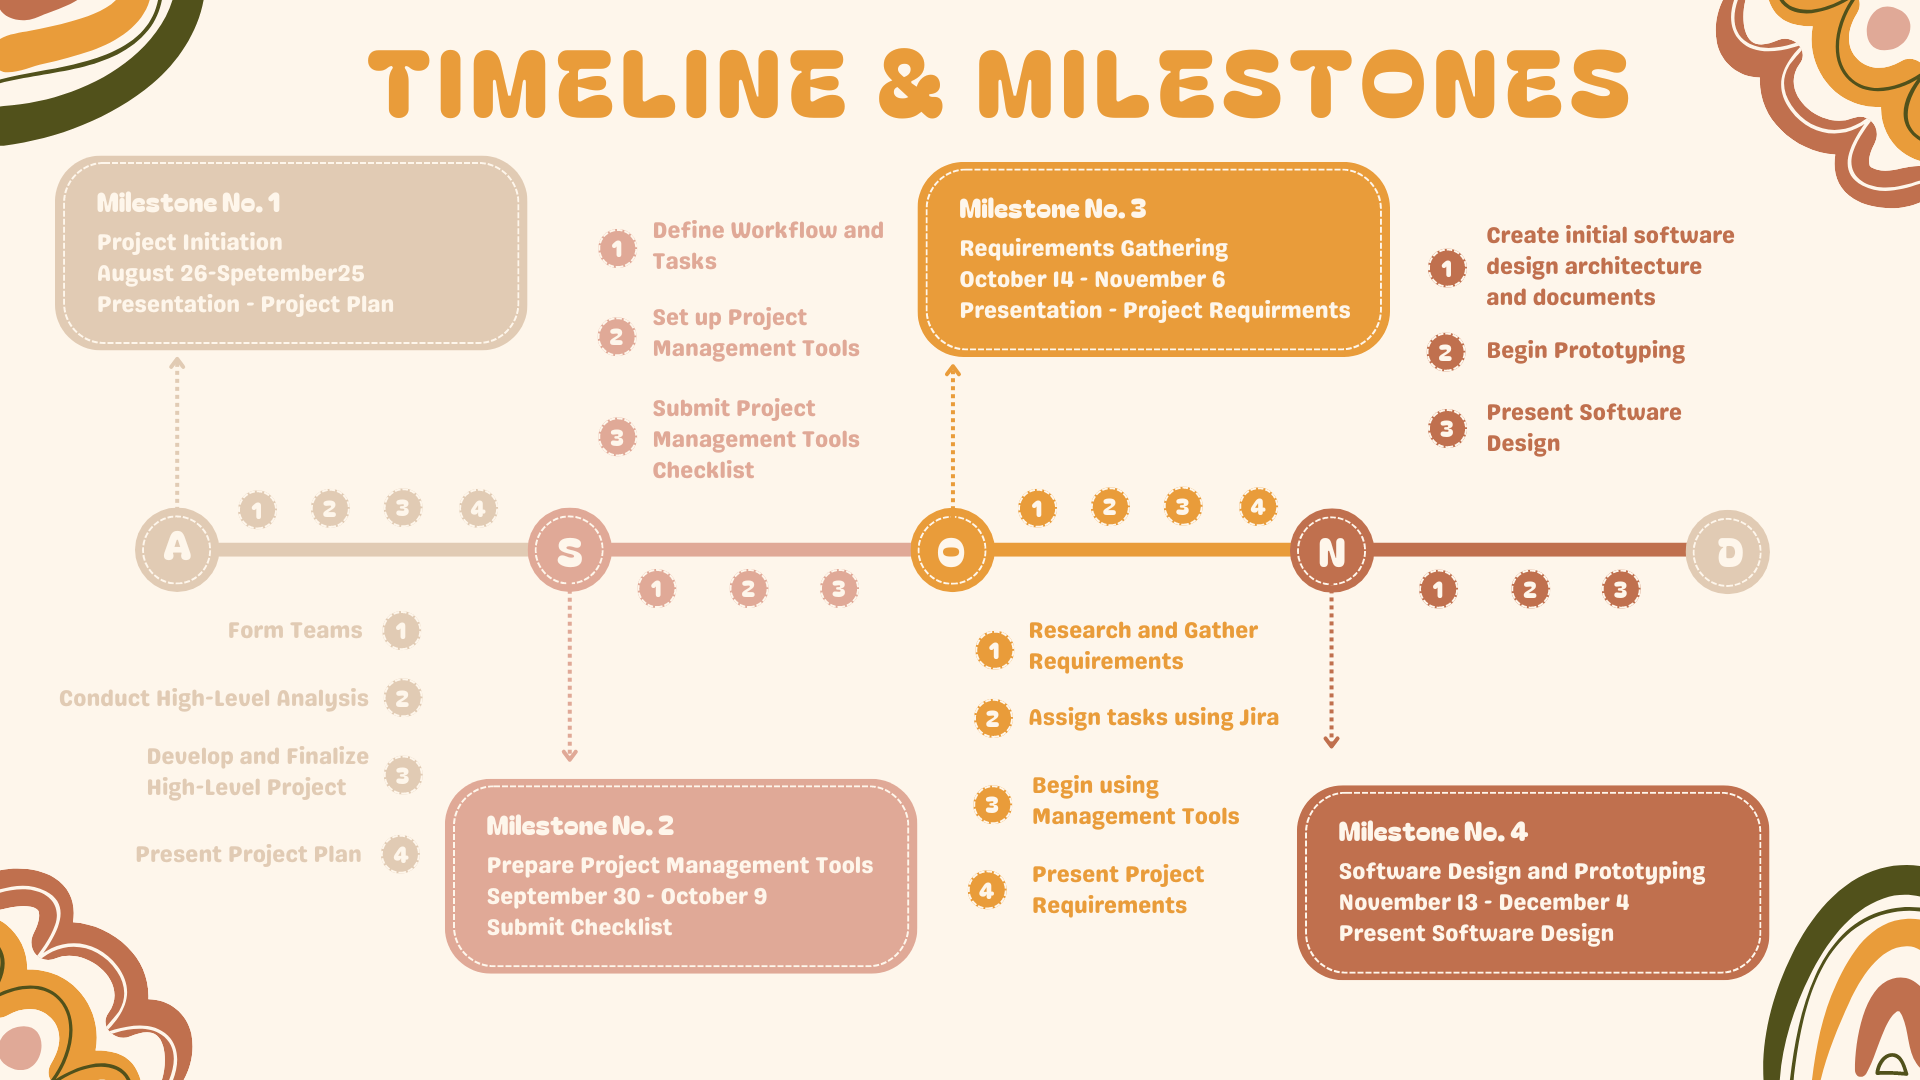 TIMELINE & MILESTONES
Milestone No. 1
Project Initiation
August 26-Spetember25
Presentation - Project Plan
1
Define Workflow and
Tasks
2
Set up Project
Management Tools
3
Submit Project
Management Tools
Checklist
Milestone No. 3
Requirements Gathering
October 14 - November 6
Presentation - Project Requirments
1
Create initial software
design architecture
and documents
2
Begin Prototyping
3
Present Software
Design
A
1
2
3
4
S
1
2
3
O
1
2
3
4
N
1
2
3
D
Form Teams
1
Conduct High-Level Analysis
2
Develop and Finalize
High-Level Project
3
Present Project Plan
4
Milestone No. 2
Prepare Project Management Tools
September 30 - October 9
Submit Checklist
1
Research and Gather
Requirements
2
Assign tasks using Jira
3
Begin using
Management Tools
4
Present Project
Requirements
Milestone No. 4
Software Design and Prototyping
November 13 - December 4
Present Software Design